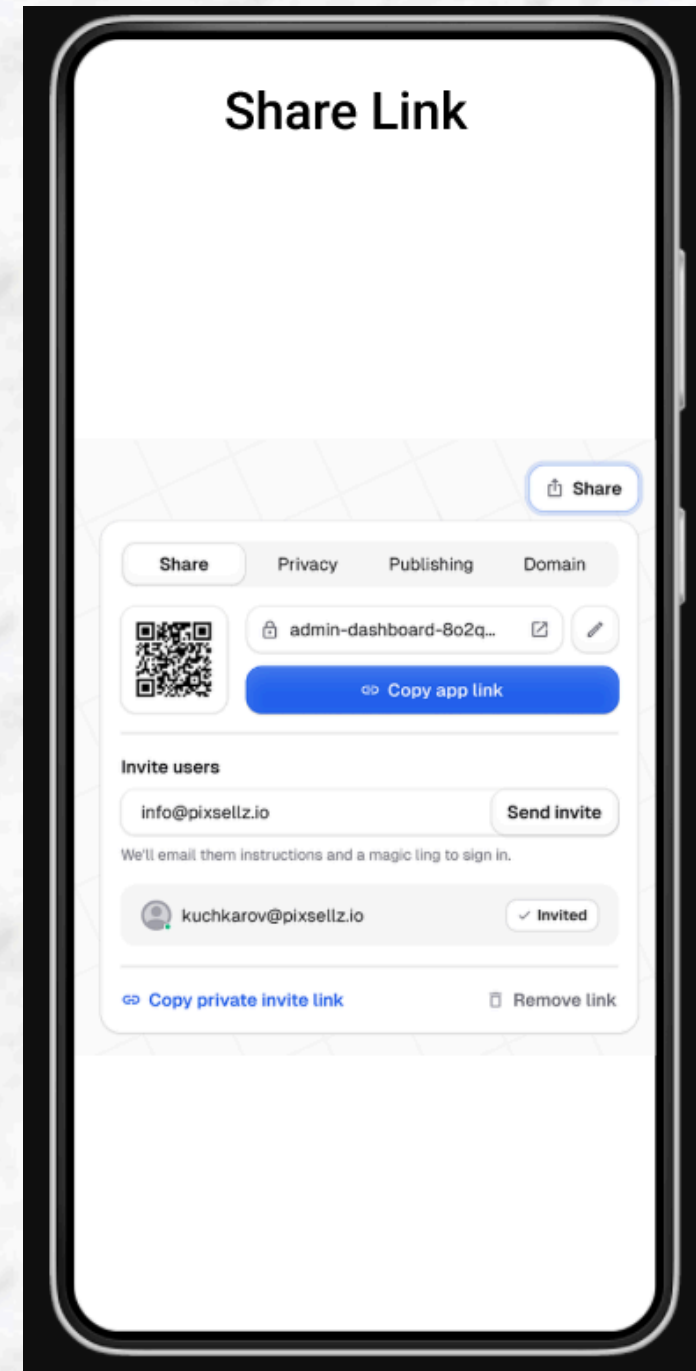 Share Link
Share
Share Privacy Publishing Domain
admin-dashboard-8o2q...
Copy app link
Invite users
info@pixsellz.io Send invite
We'll email them instructions and a magic ling to sign in.
kuchkarov@pixsellz.io Invited
Copy private invite link Remove link